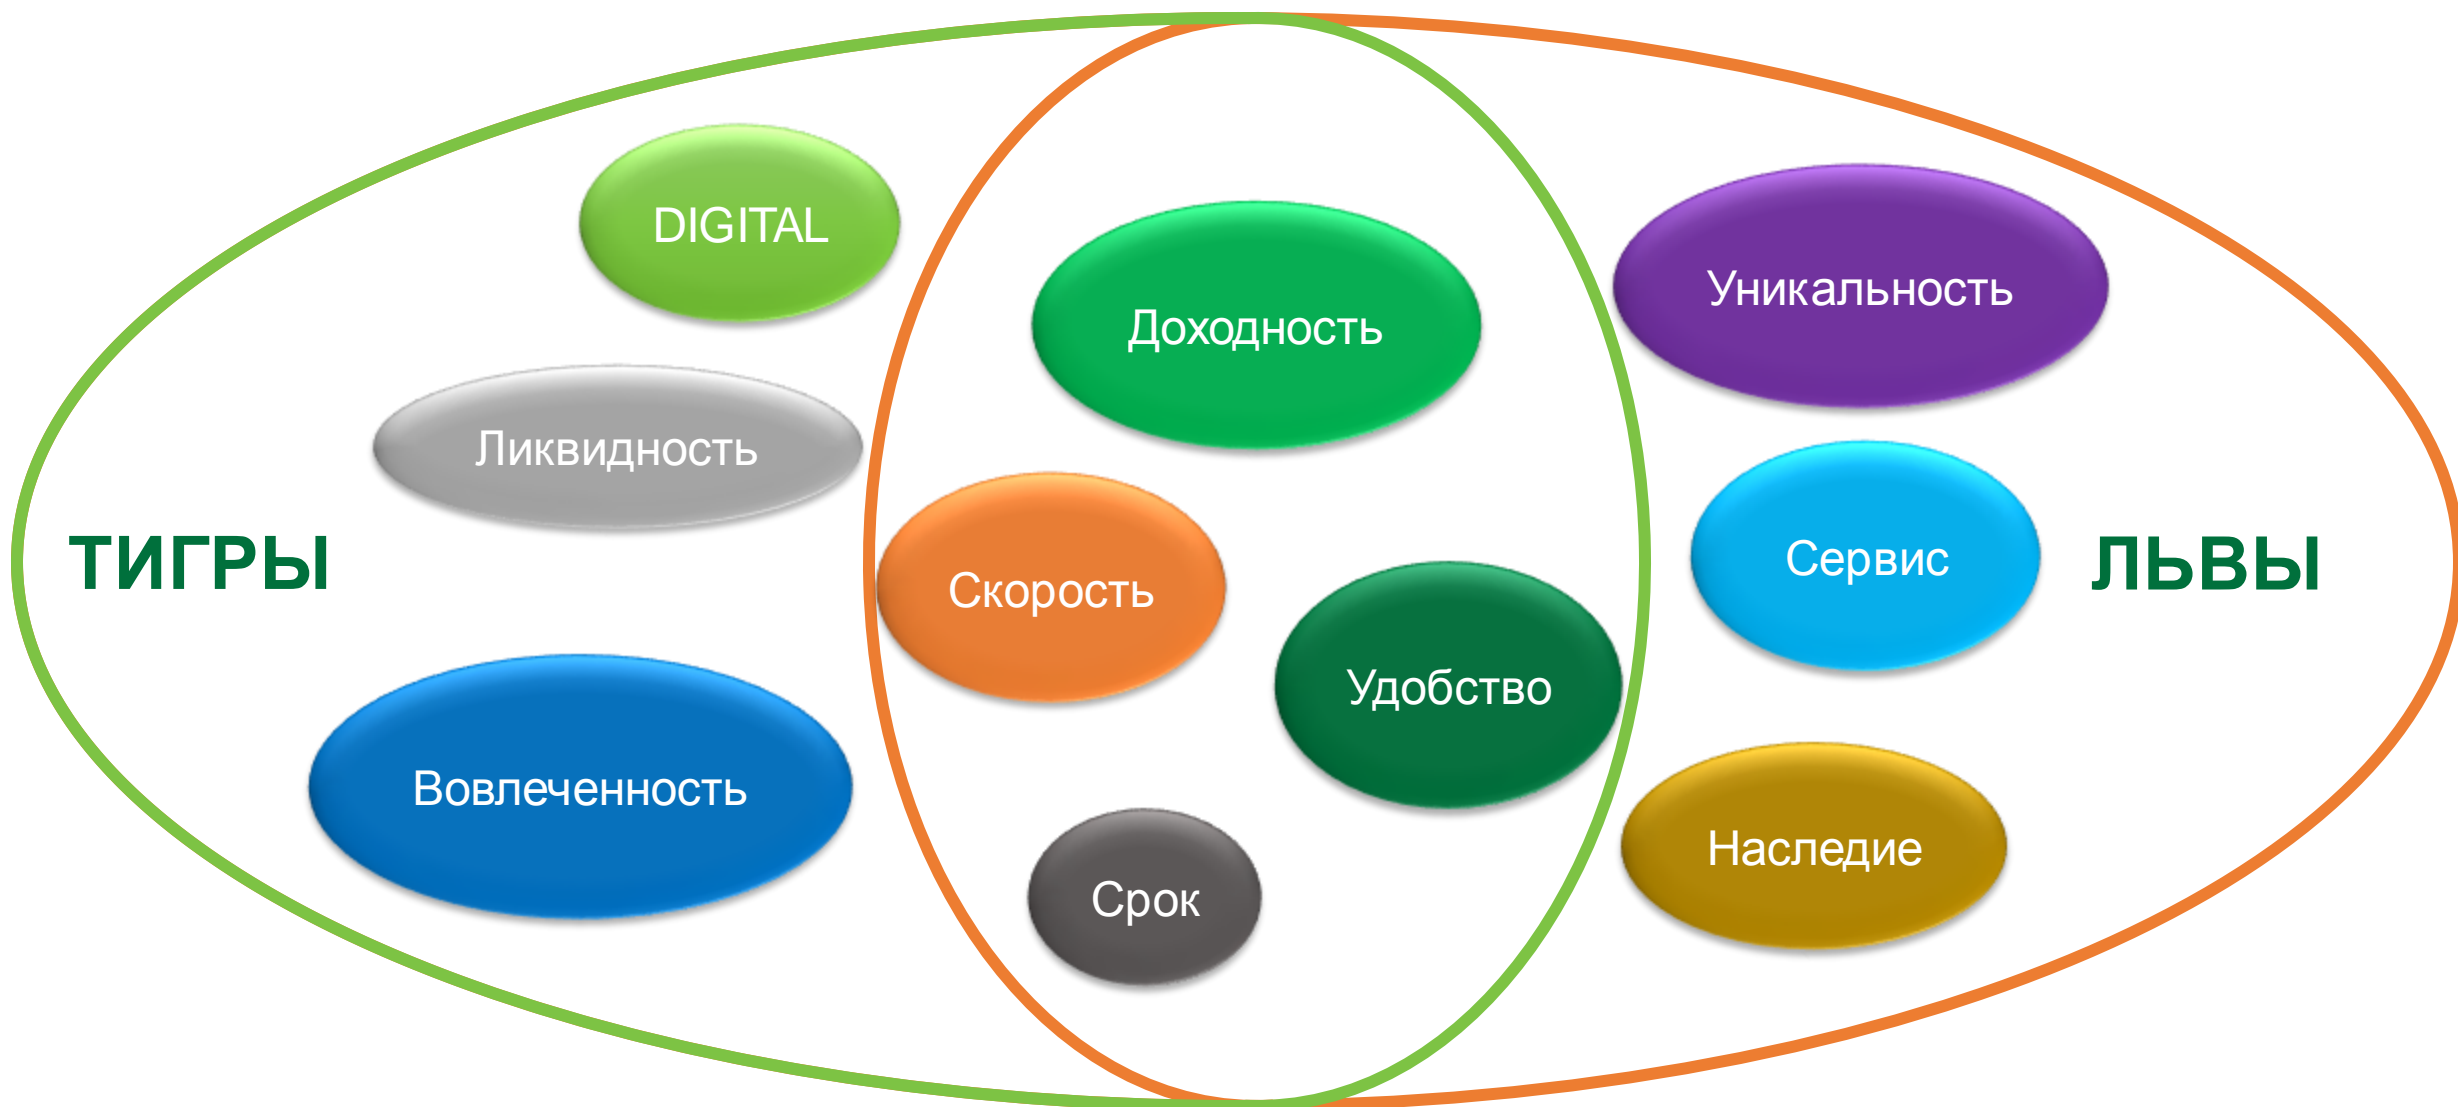 DIGITAL
Доходность
Уникальность
Ликвидность
ТИГРЫ
Скорость
Сервис
ЛЬВЫ
Удобство
Вовлеченность
Наследие
Срок